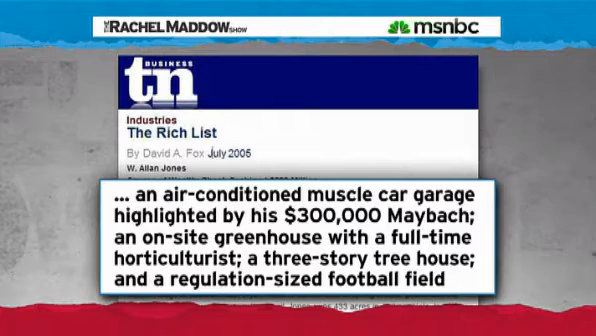 THE RACHEL MADDOW SHOW
msnbc
BUSINESS
tn
Industries
The Rich List
By David A. Fox July 2005
W. Allan Jones
... an air-conditioned muscle car garage
highlighted by his $300,000 Maybach;
an on-site greenhouse with a full-time
horticulturist; a three-story tree house;
and a regulation-sized football field